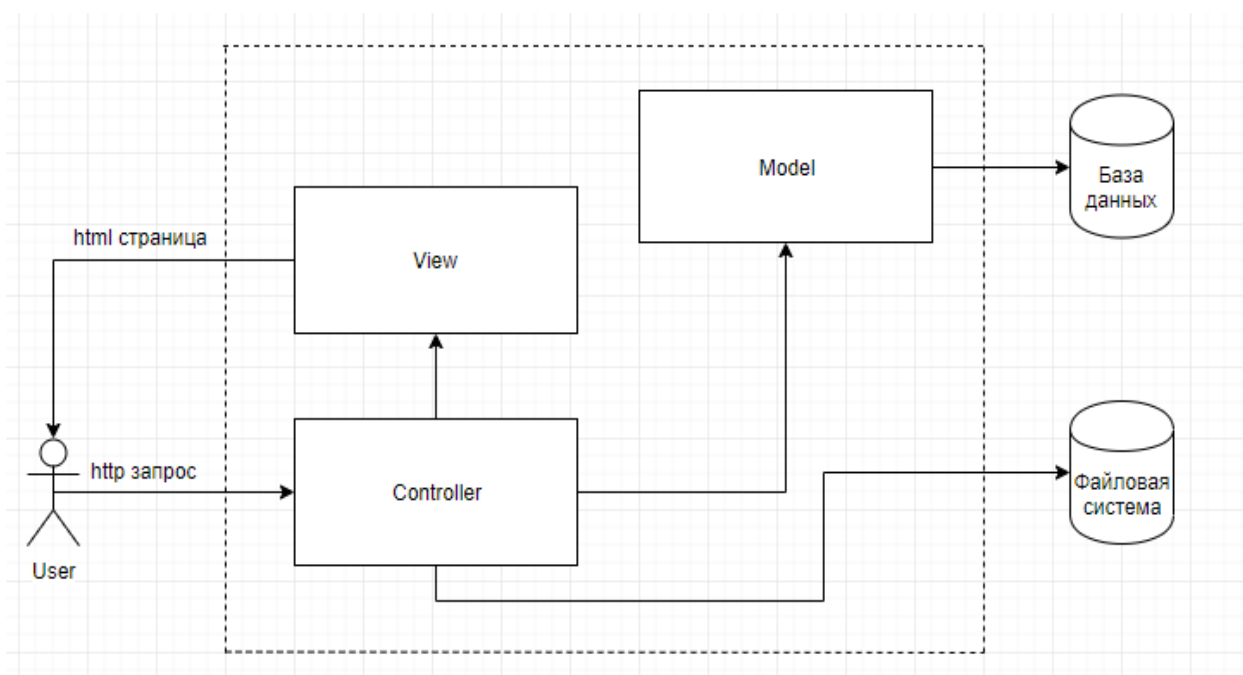 Model
База
данных
html страница
View
http запрос
Controller
Файловая
система
User